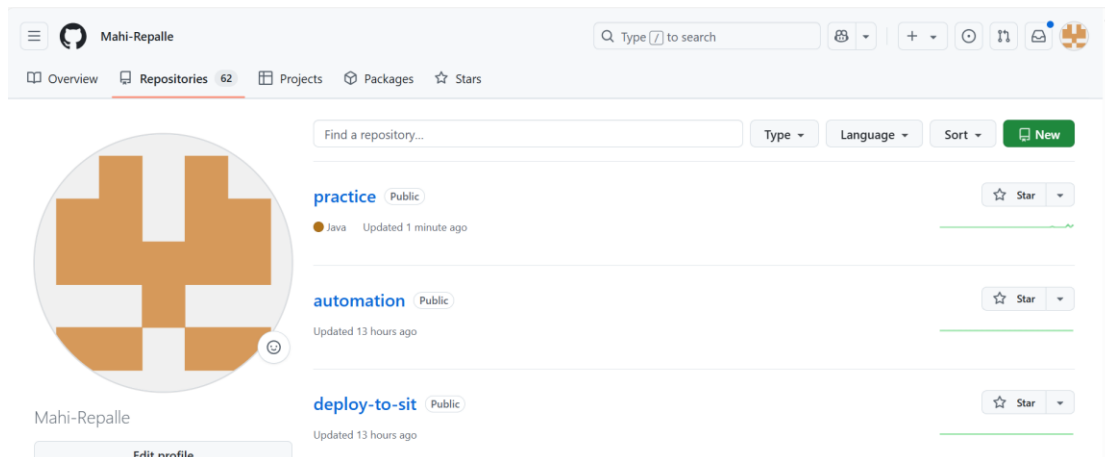 Mahi-Repalle
Type / to search
Overview Repositories 62 Projects Packages Stars
Find a repository...
Type Language Sort New
practice Public
Star
Java Updated 1 minute ago
automation Public
Star
Updated 13 hours ago
deploy-to-sit Public
Star
Updated 13 hours ago
Mahi-Repalle
Edit profile